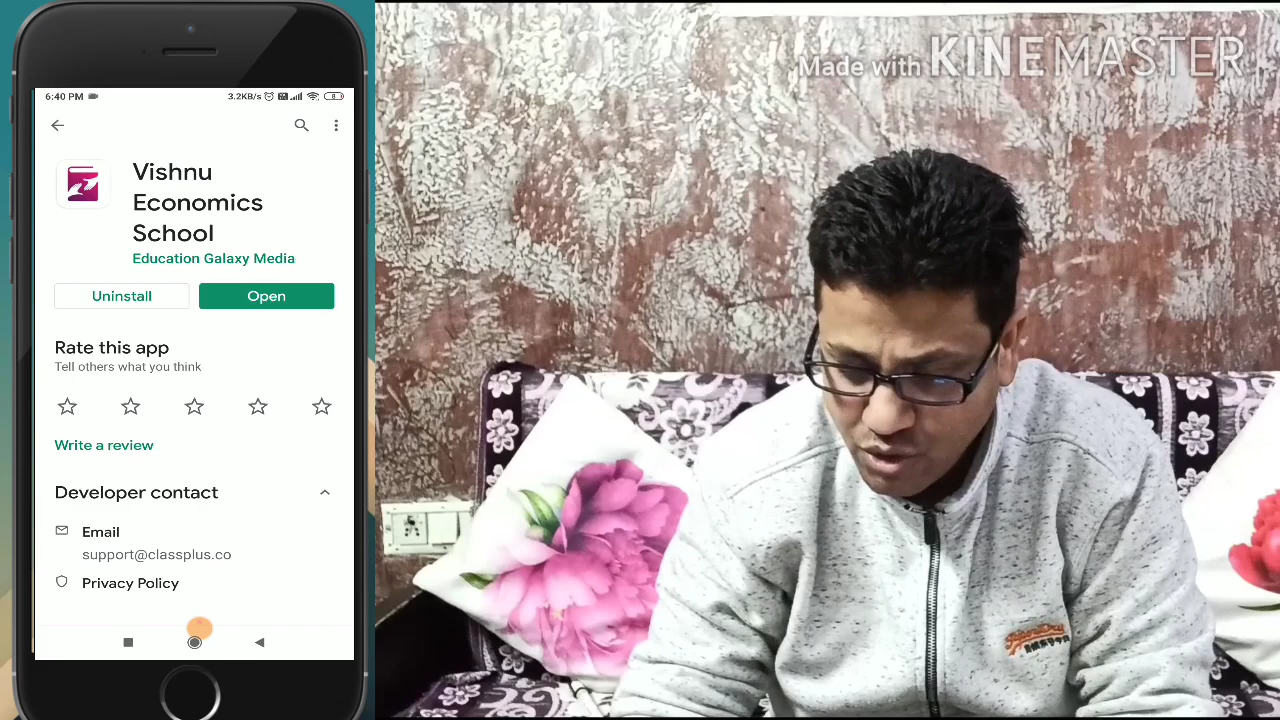 6:40 PM
3.2KB/s
8
Vishnu
Economics
School
Education Galaxy Media
Uninstall
Open
Rate this app
Tell others what you think
Write a review
Developer contact
Email
support@classplus.co
Privacy Policy
Made with KINEMASTER